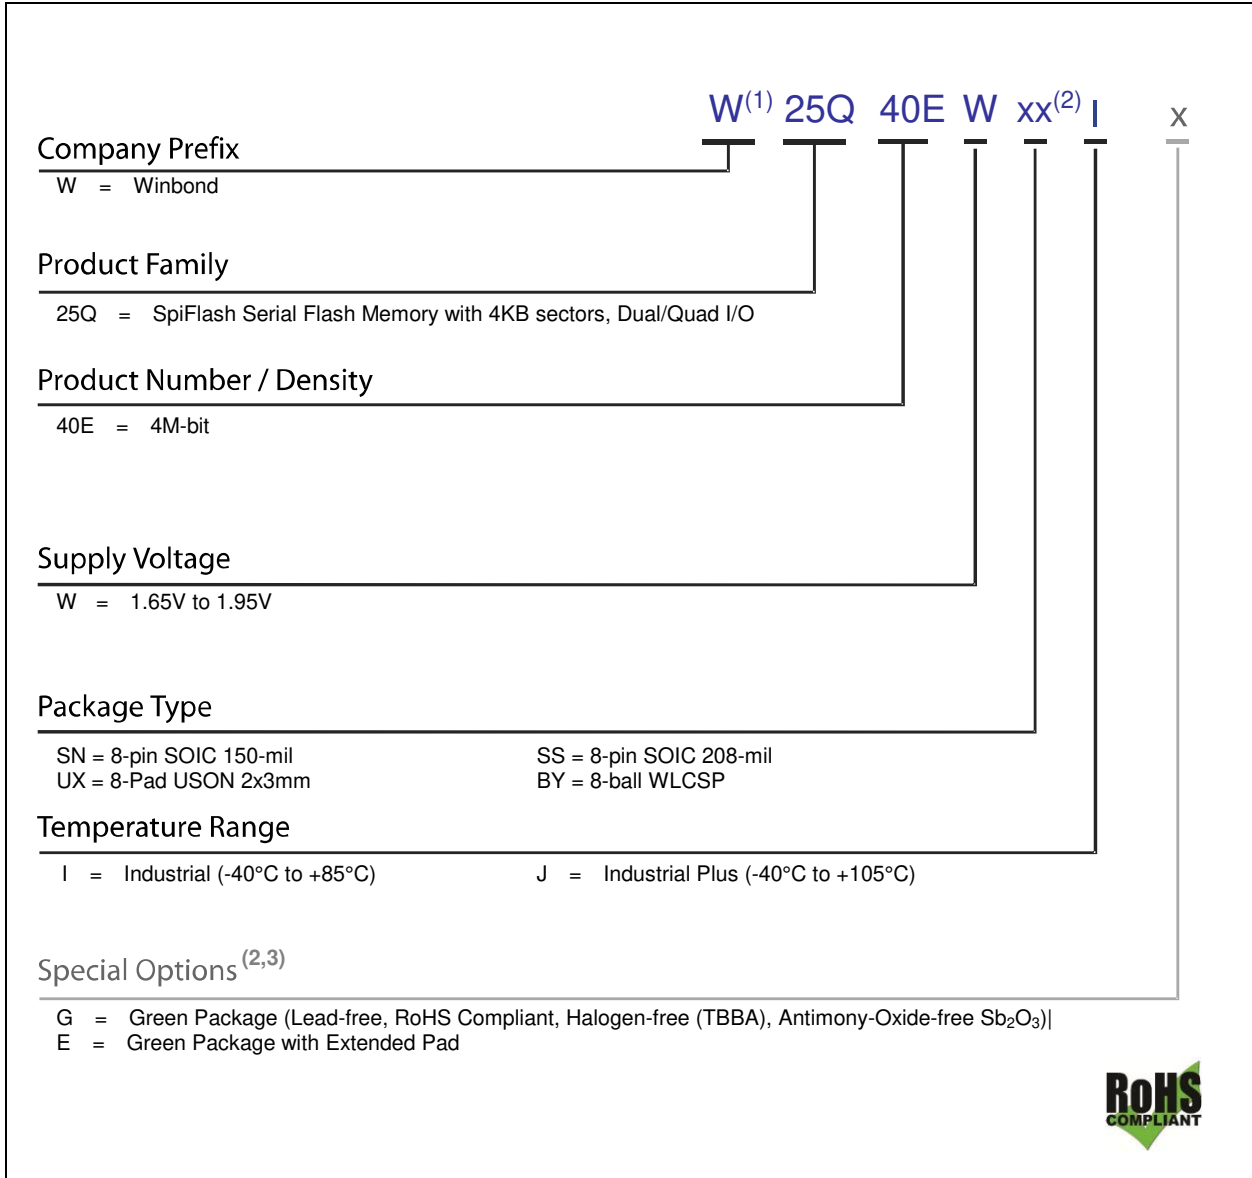 W(1) 25Q 40E W xx(2) I x
Company Prefix
W = Winbond
Product Family
25Q = SpiFlash Serial Flash Memory with 4KB sectors, Dual/Quad I/O
Product Number / Density
40E = 4M-bit
Supply Voltage
W = 1.65V to 1.95V
Package Type
SN = 8-pin SOIC 150-mil SS = 8-pin SOIC 208-mil
UX = 8-Pad USON 2x3mm BY = 8-ball WLCSP
Temperature Range
I = Industrial (-40°C to +85°C) J = Industrial Plus (-40°C to +105°C)
Special Options (2,3)
G = Green Package (Lead-free, RoHS Compliant, Halogen-free (TBBA), Antimony-Oxide-free Sb₂O₃)|
E = Green Package with Extended Pad
RoHS
COMPLIANT